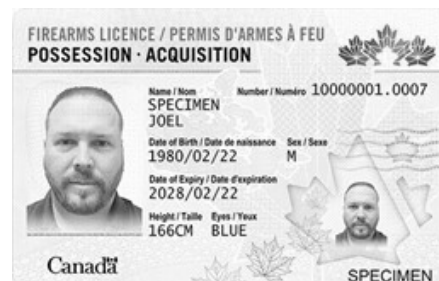 FIREARMS LICENCE / PERMIS D'ARMES À FEU
POSSESSION · ACQUISITION
Name / Nom Number / Numéro 10000001.0007
SPECIMEN
JOEL
Date of Birth / Date de naissance Sex / Sexe
1980/02/22 M
Date of Expiry / Date d'expiration
2028/02/22
Height / Taille Eyes / Yeux
166CM BLUE
Canada
SPECIMEN